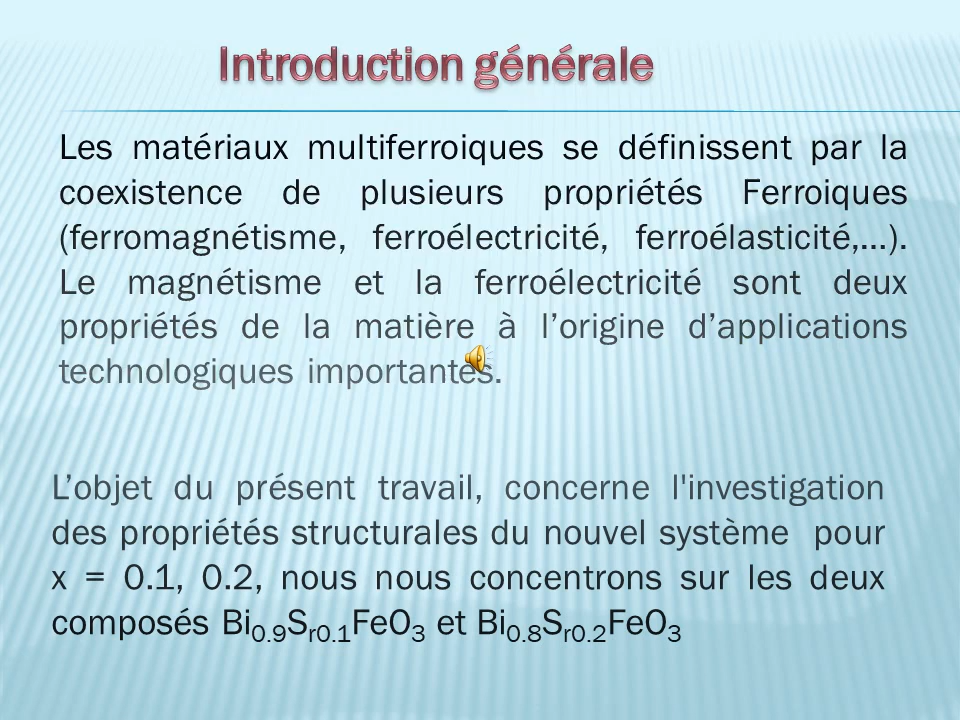 Introduction générale
Les matériaux multiferroiques se définissent par la
coexistence de plusieurs propriétés Ferroiques
(ferromagnétisme, ferroélectricité, ferroélasticité,...).
Le magnétisme et la ferroélectricité sont deux
propriétés de la matière à l’origine d’applications
technologiques importantes.
L’objet du présent travail, concerne l'investigation
des propriétés structurales du nouvel système pour
x = 0.1, 0.2, nous nous concentrons sur les deux
composés Bi₀.₉Sᵣ₀.₁FeO₃ et Bi₀.₈Sᵣ₀.₂FeO₃